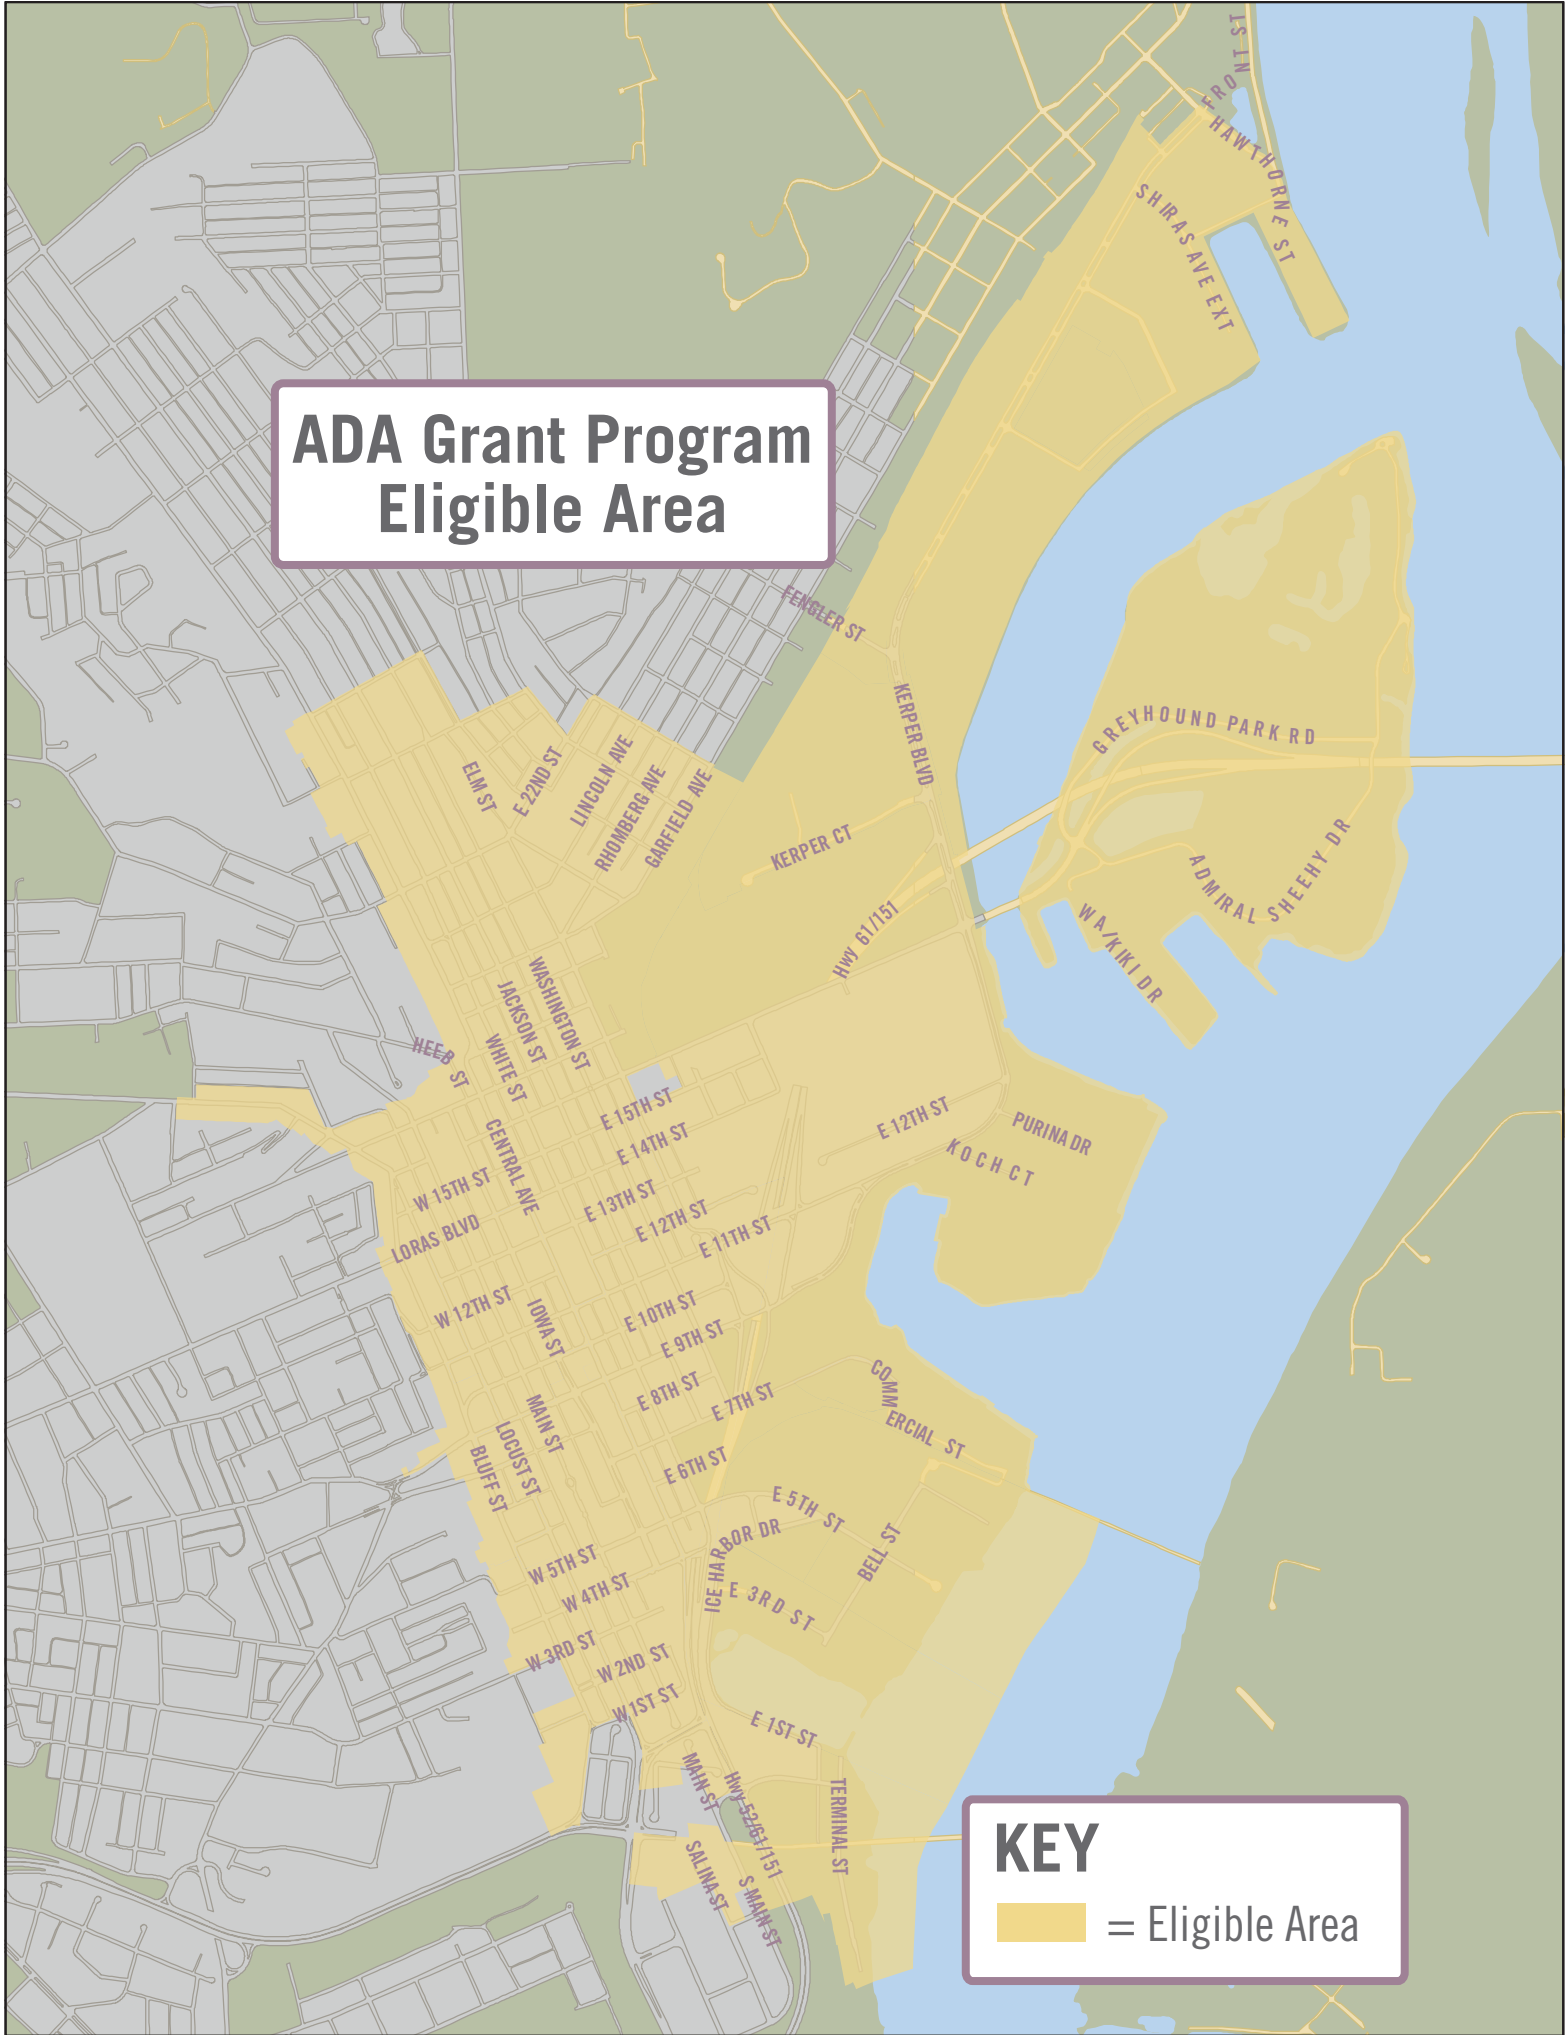 FRO
NT ST
HAWTHORNE ST
SHIRAS AVE EXT
ADA Grant Program
Eligible Area
FENGLER ST
KERPER BLVD
GREYHOUND PARK RD
ELM ST
E 22ND ST
LINCOLN AVE
RHOMBERG AVE
GARFIELD AVE
KERPER CT
ADMIRAL SHEEHY DR
Hwy 61/151
WA/KIKI DR
WASHINGTON ST
JACKSON ST
WHITE ST
HEEB ST
E 15TH ST
E 14TH ST
E 12TH ST
PURINA DR
KOCH CT
CENTRAL AVE
W 15TH ST
LORAS BLVD
E 13TH ST
E 12TH ST
E 11TH ST
W 12TH ST
IOWA ST
E 10TH ST
E 9TH ST
E 8TH ST
E 7TH ST
COMM
ERCIAL ST
MAIN ST
LOCUST ST
BLUFF ST
E 6TH ST
E 5TH ST
ICE HARBOR DR
BELL ST
W 5TH ST
W 4TH ST
E 3RD ST
W 3RD ST
W 2ND ST
W 1ST ST
E 1ST ST
MAIN ST
Hwy 52/61/151
TERMINAL ST
SALINA ST
S MAIN ST
KEY
= Eligible Area